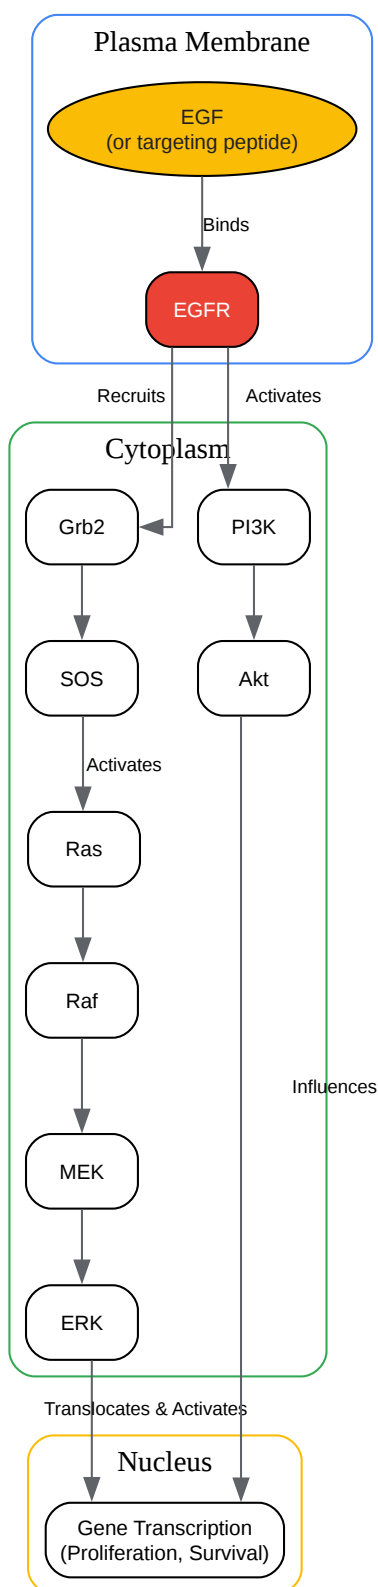 Plasma Membrane
EGF
(or targeting peptide)
Binds
EGFR
Recruits
Activates
Cytoplasm
Grb2
PI3K
SOS
Akt
Activates
Ras
Raf
Influences
MEK
ERK
Translocates & Activates
Nucleus
Gene Transcription
(Proliferation, Survival)